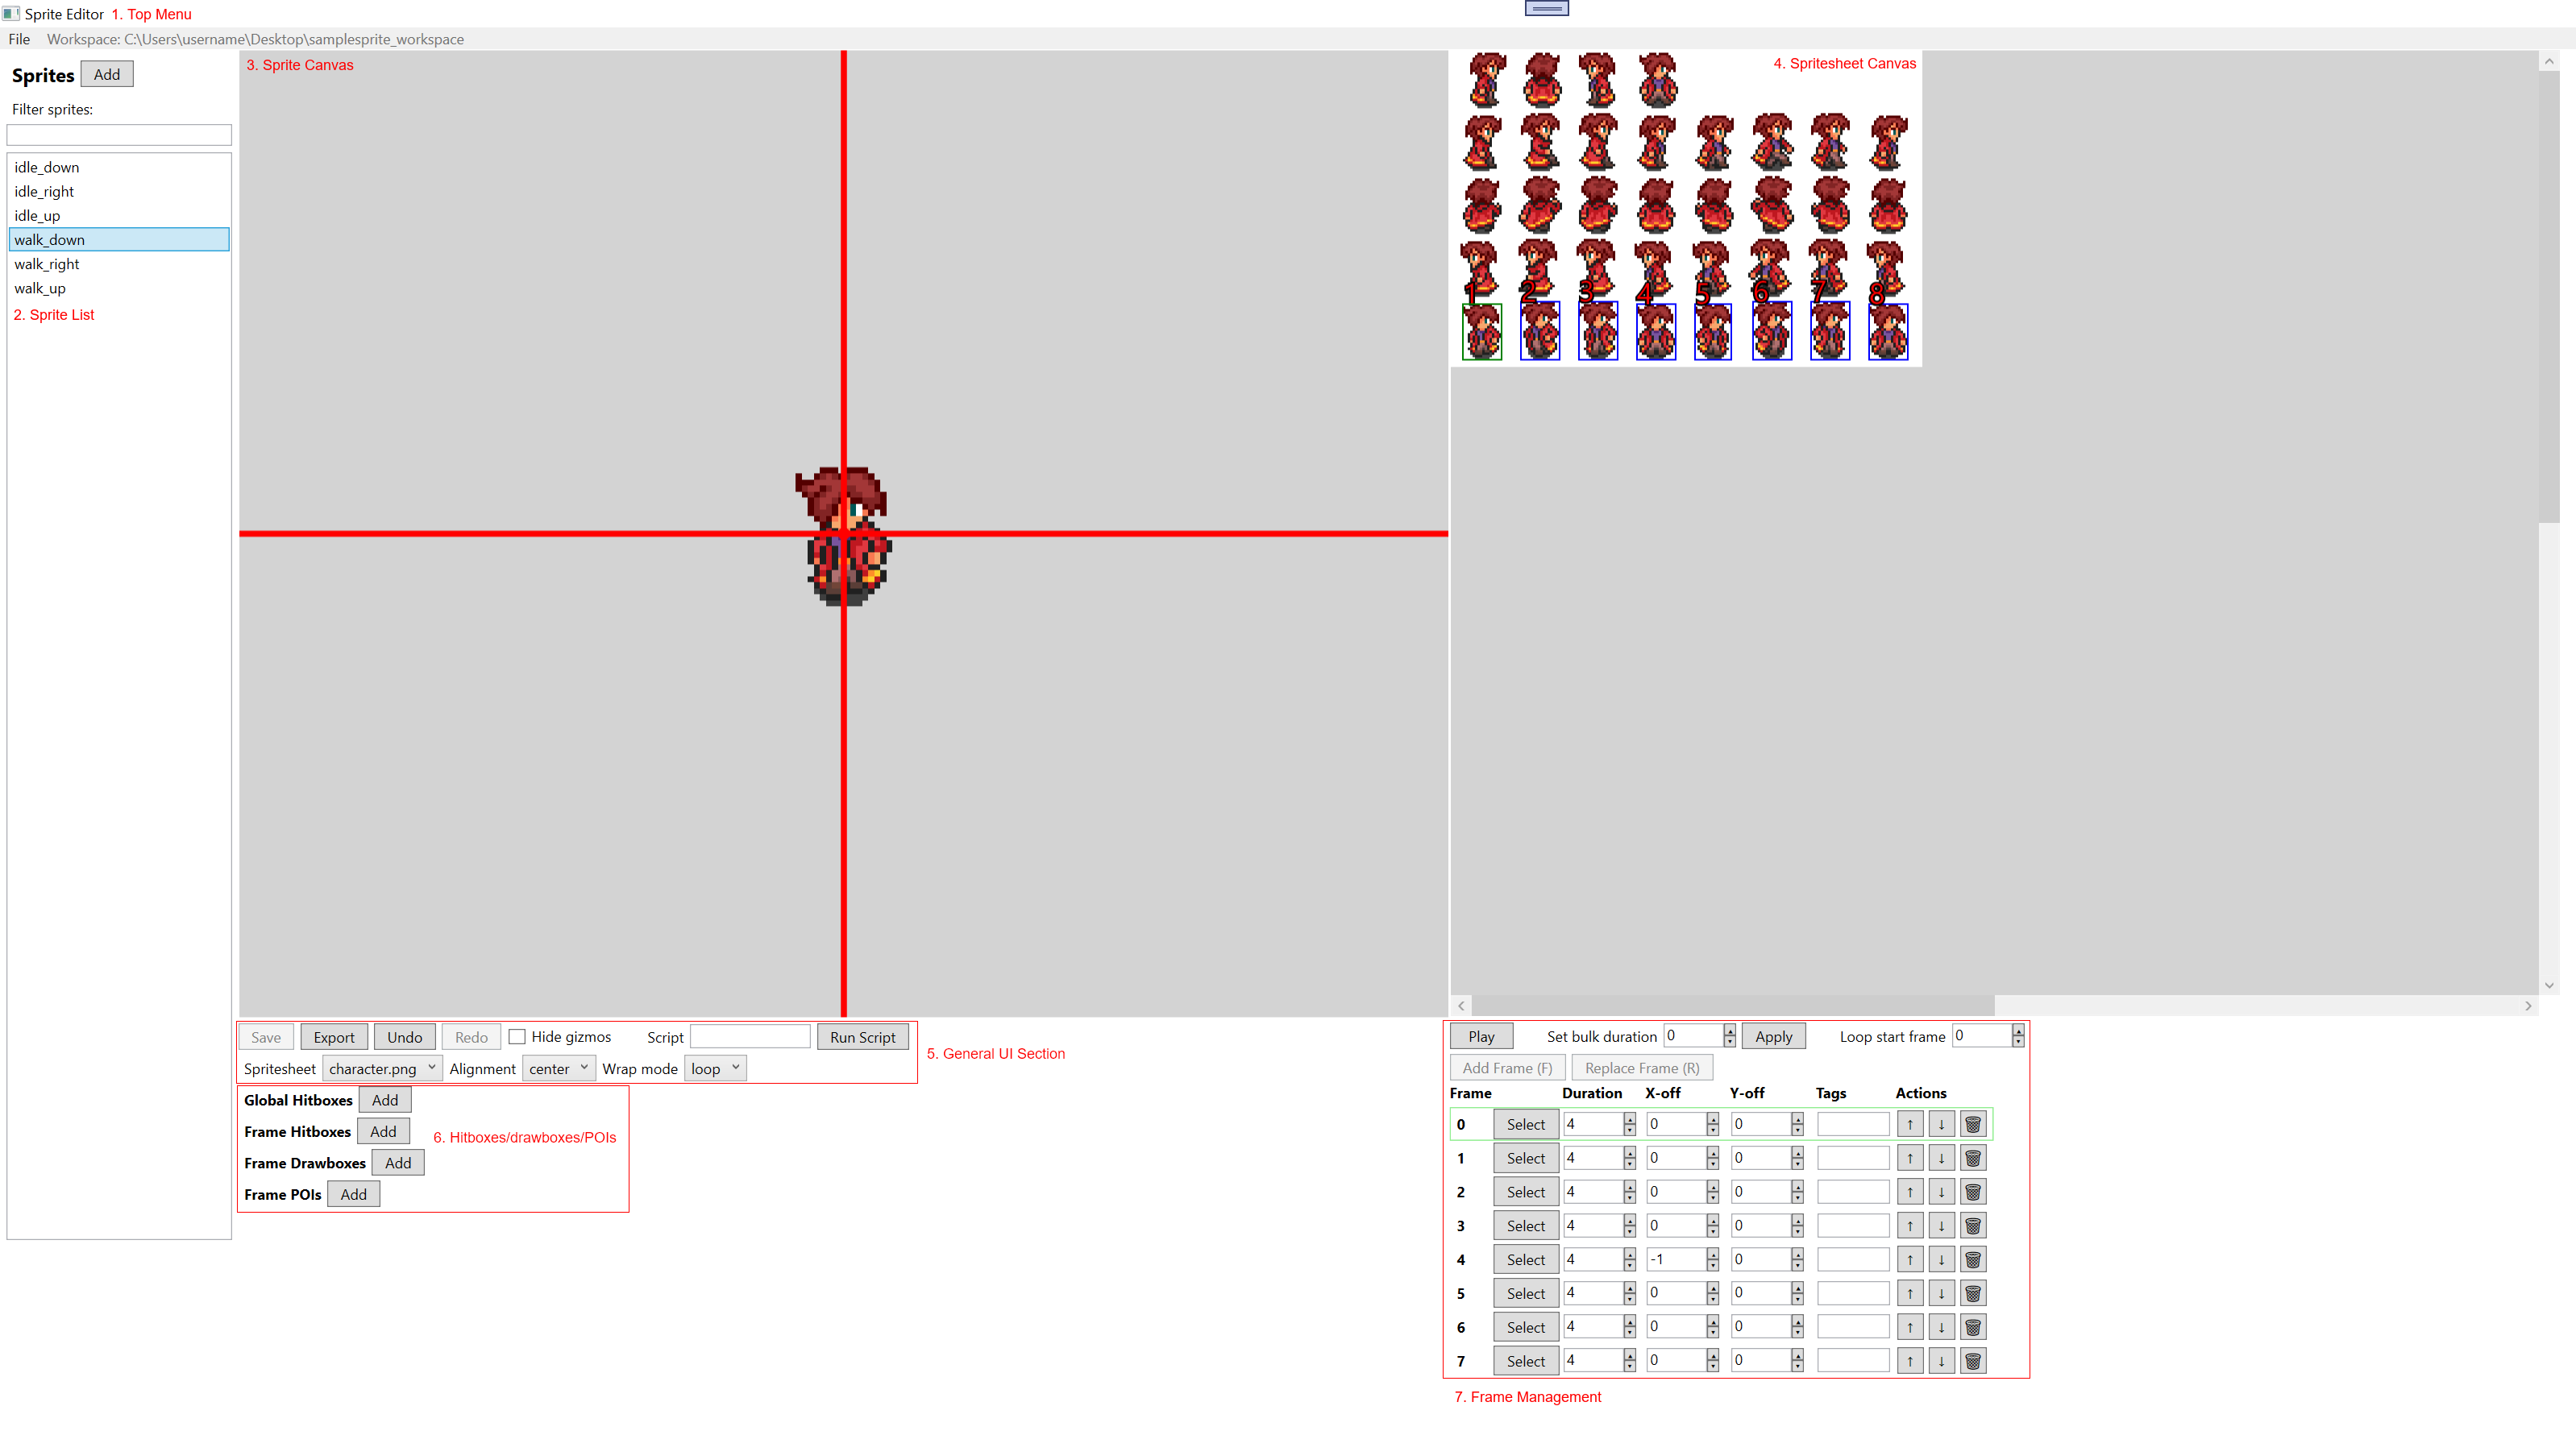 Sprite Editor 1. Top Menu
File Workspace: C:\Users\username\Desktop\samplesprite_workspace
Sprites Add
Filter sprites:
idle_down
idle_right
idle_up
walk_down
walk_right
walk_up
2. Sprite List
3. Sprite Canvas
4. Spritesheet Canvas
1 2 3 4 5 6 7 8
Save Export Undo Redo Hide gizmos Script Run Script
Spritesheet character.png Alignment center Wrap mode loop
5. General UI Section
Global Hitboxes Add
Frame Hitboxes Add
Frame Drawboxes Add
Frame POIs Add
6. Hitboxes/drawboxes/POIs
Play Set bulk duration 0 Apply Loop start frame 0
Add Frame (F) Replace Frame (R)
Frame Duration X-off Y-off Tags Actions
0 Select 4 0 0 ↑ ↓
1 Select 4 0 0 ↑ ↓
2 Select 4 0 0 ↑ ↓
3 Select 4 0 0 ↑ ↓
4 Select 4 -1 0 ↑ ↓
5 Select 4 0 0 ↑ ↓
6 Select 4 0 0 ↑ ↓
7 Select 4 0 0 ↑ ↓
7. Frame Management